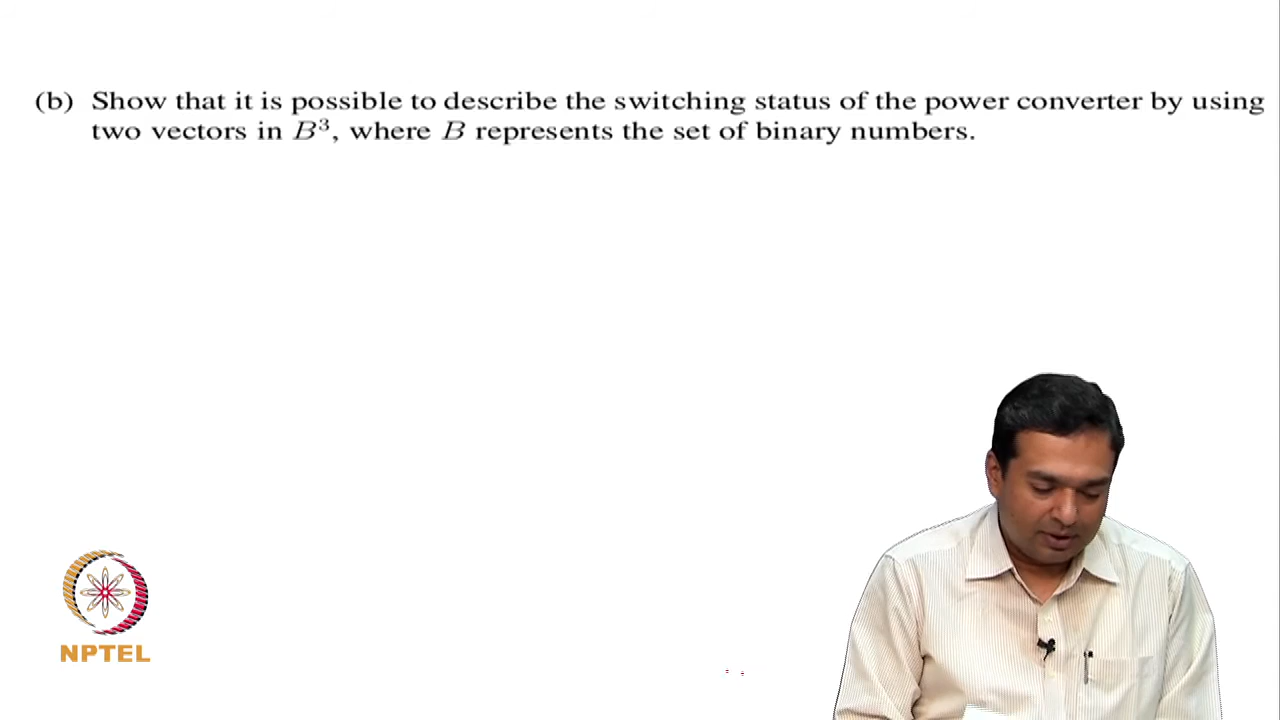 (b) Show that it is possible to describe the switching status of the power converter by using
two vectors in B³, where B represents the set of binary numbers.
NPTEL